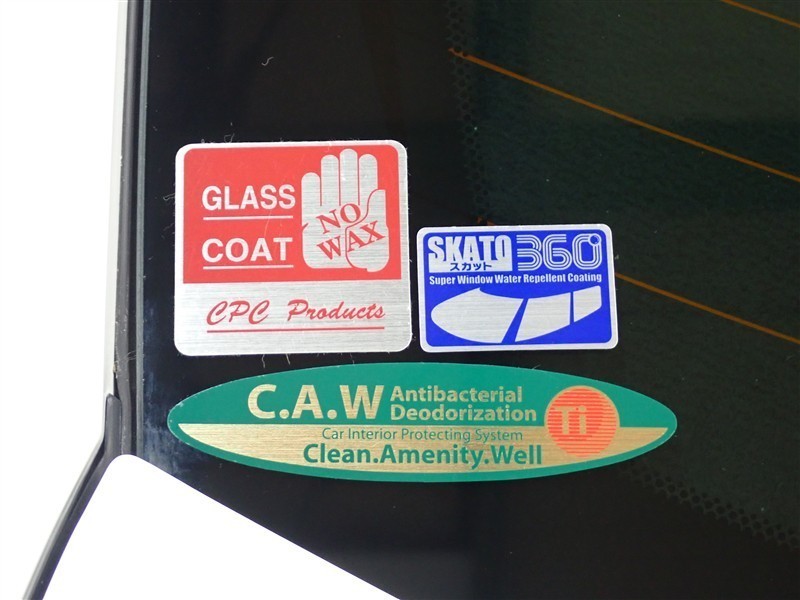 GLASS
COAT
NO
WAX
CPC Products
SKATO 360°
スカット
Super Window Water Repellent Coating
C.A.W Antibacterial
Deodorization
Ti
Car Interior Protecting System
Clean.Amenity.Well